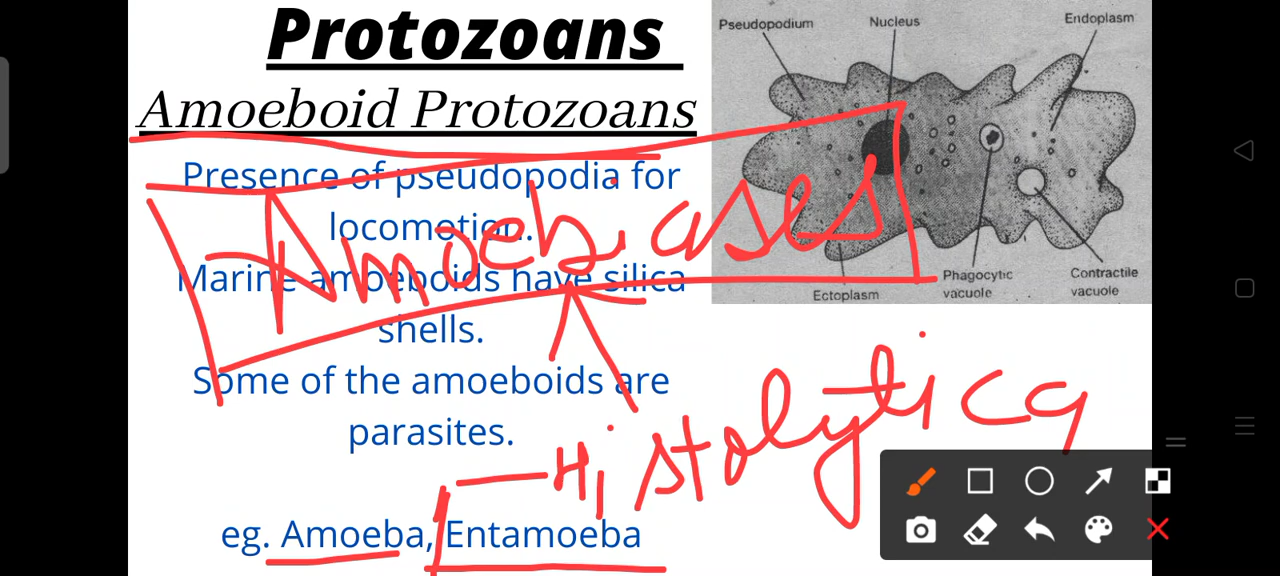 Protozoans
Amoeboid Protozoans
Presence of pseudopodia for
locomotion.
Marine amoeboids have silica
shells.
Some of the amoeboids are
parasites.
eg. Amoeba, Entamoeba
Amoebiases
Histolytica
Pseudopodium
Nucleus
Endoplasm
Ectoplasm
Phagocytic
vacuole
Contractile
vacuole